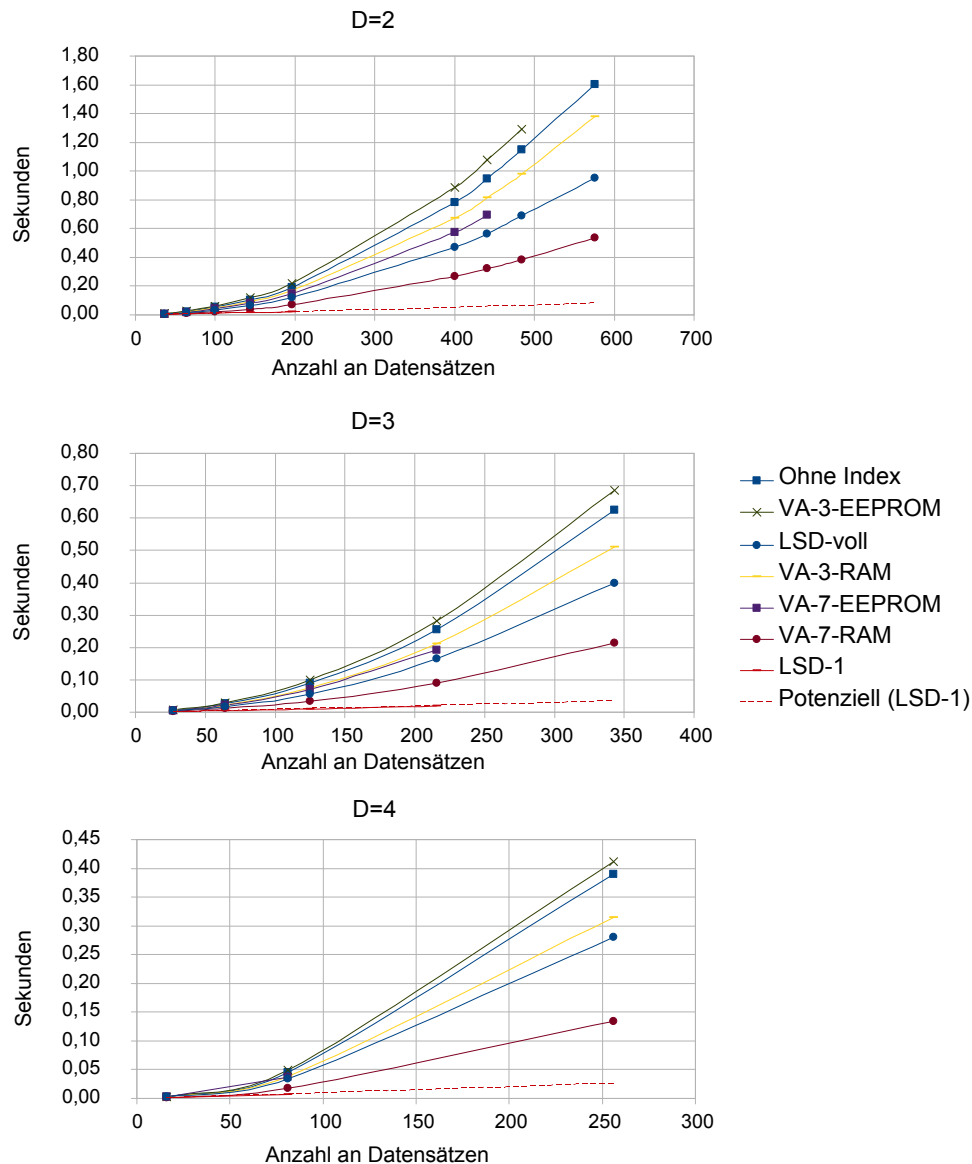 D=2
1,80
1,60
1,40
1,20
1,00
0,80
0,60
0,40
0,20
0,00
Sekunden
0 100 200 300 400 500 600 700
Anzahl an Datensätzen
D=3
0,80
0,70
0,60
0,50
0,40
0,30
0,20
0,10
0,00
Sekunden
0 50 100 150 200 250 300 350 400
Anzahl an Datensätzen
Ohne Index
VA-3-EEPROM
LSD-voll
VA-3-RAM
VA-7-EEPROM
VA-7-RAM
LSD-1
Potenziell (LSD-1)
D=4
0,45
0,40
0,35
0,30
0,25
0,20
0,15
0,10
0,05
0,00
Sekunden
0 50 100 150 200 250 300
Anzahl an Datensätzen